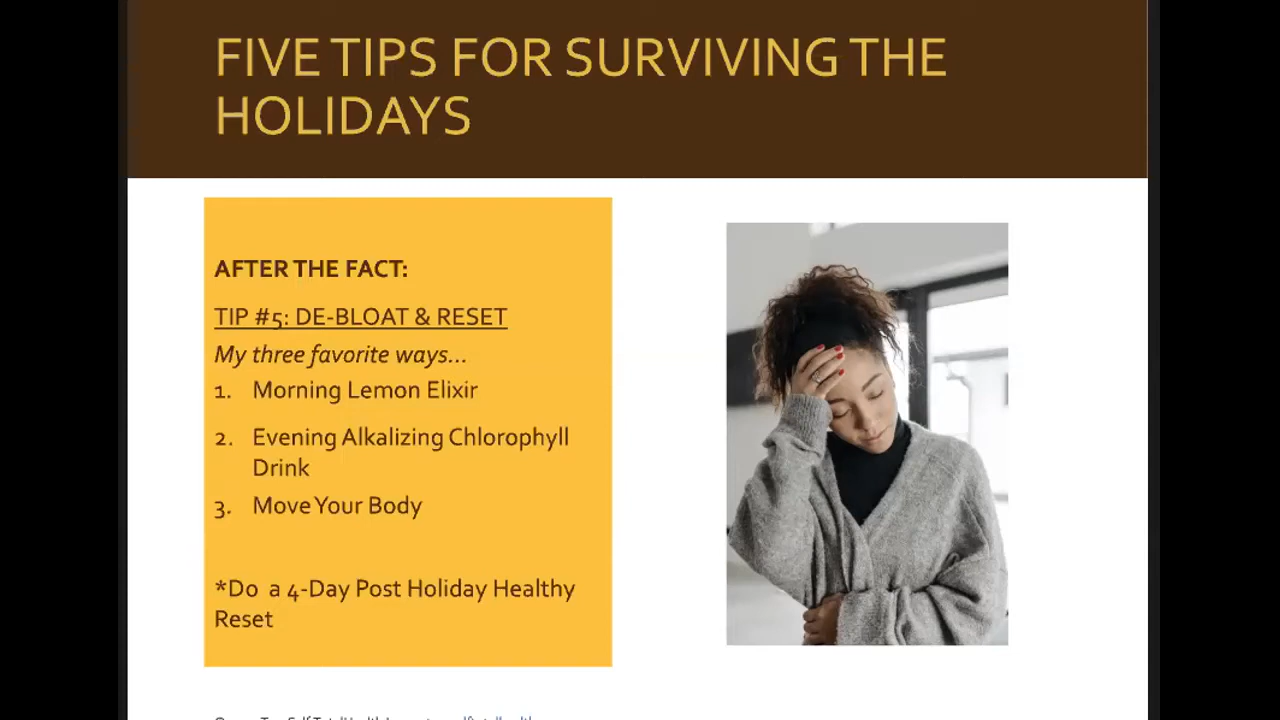 FIVE TIPS FOR SURVIVING THE
HOLIDAYS
AFTER THE FACT:
TIP #5: DE-BLOAT & RESET
My three favorite ways...
1. Morning Lemon Elixir
2. Evening Alkalizing Chlorophyll
Drink
3. Move Your Body
*Do a 4-Day Post Holiday Healthy
Reset